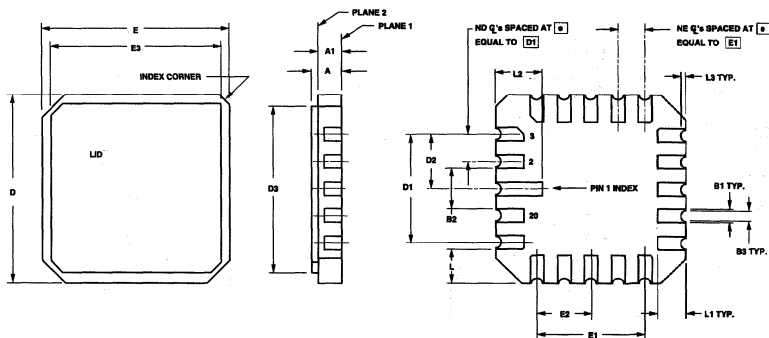 PLANE 2
PLANE 1
E
E3
INDEX CORNER
LID
D
A1
A
D3
ND ℄'s SPACED AT e
EQUAL TO D1
NE ℄'s SPACED AT e
EQUAL TO E1
L2
L3 TYP.
3
2
D2
D1
PIN 1 INDEX
B1 TYP.
B2
20
B3 TYP.
L
E2
L1 TYP.
E1